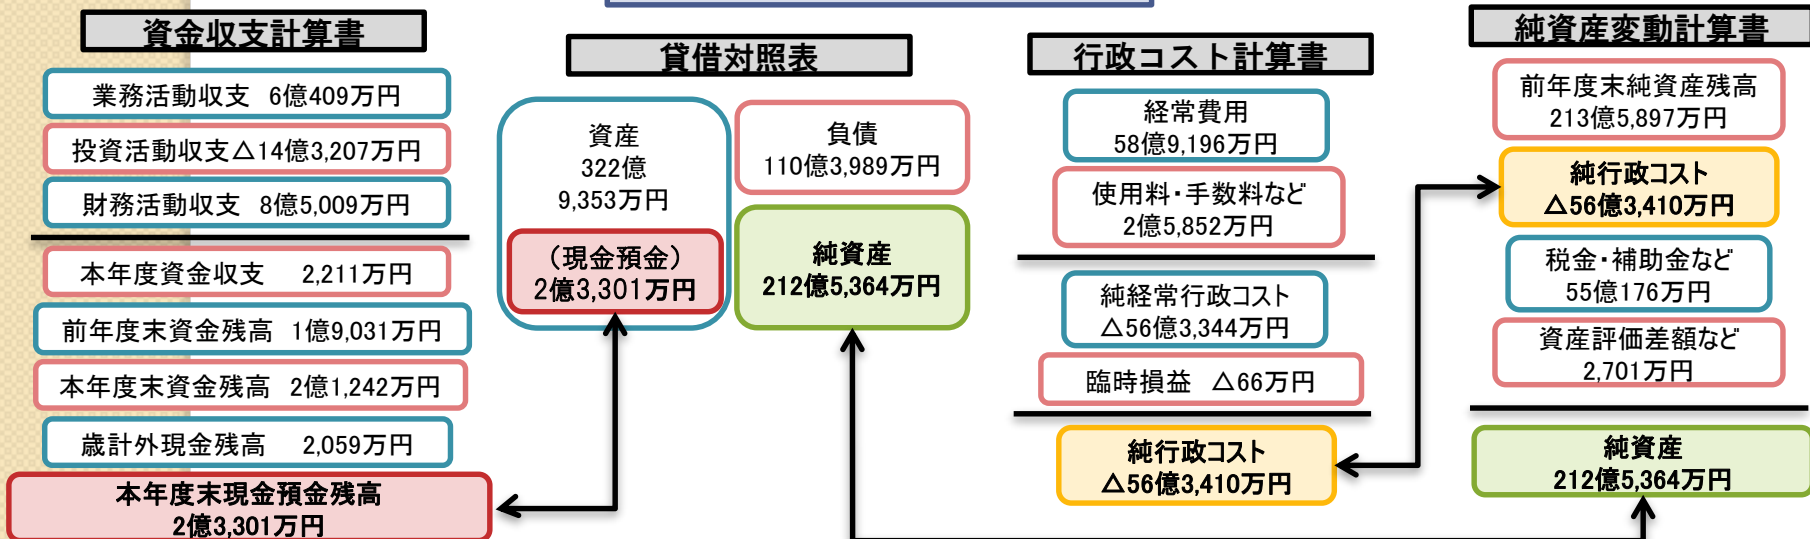 資金収支計算書
業務活動収支 6億409万円
投資活動収支△14億3,207万円
財務活動収支 8億5,009万円
本年度資金収支 2,211万円
前年度末資金残高 1億9,031万円
本年度末資金残高 2億1,242万円
歳計外現金残高 2,059万円
本年度末現金預金残高
2億3,301万円
貸借対照表
資産
322億
9,353万円
(現金預金)
2億3,301万円
負債
110億3,989万円
純資産
212億5,364万円
行政コスト計算書
経常費用
58億9,196万円
使用料・手数料など
2億5,852万円
純経常行政コスト
△56億3,344万円
臨時損益 △66万円
純行政コスト
△56億3,410万円
純資産変動計算書
前年度末純資産残高
213億5,897万円
純行政コスト
△56億3,410万円
税金・補助金など
55億176万円
資産評価差額など
2,701万円
純資産
212億5,364万円